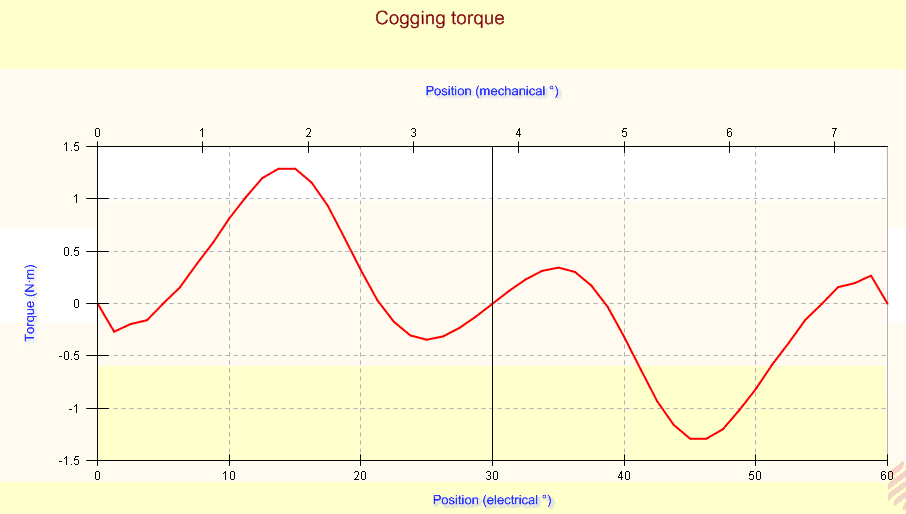 Cogging torque
Position (mechanical °)
0 1 2 3 4 5 6 7
1.5
1
0.5
0
-0.5
-1
-1.5
Torque (N·m)
0 10 20 30 40 50 60
Position (electrical °)